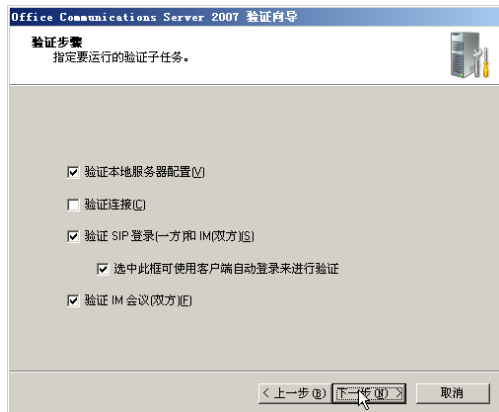 Office Communications Server 2007 验证向导
验证步骤
指定要运行的验证子任务。
验证本地服务器配置(V)
验证连接(C)
验证 SIP 登录(一方)和 IM(双方)(S)
选中此框可使用客户端自动登录来进行验证
验证 IM 会议(双方)(F)
< 上一步(B) 下一步(N) > 取消